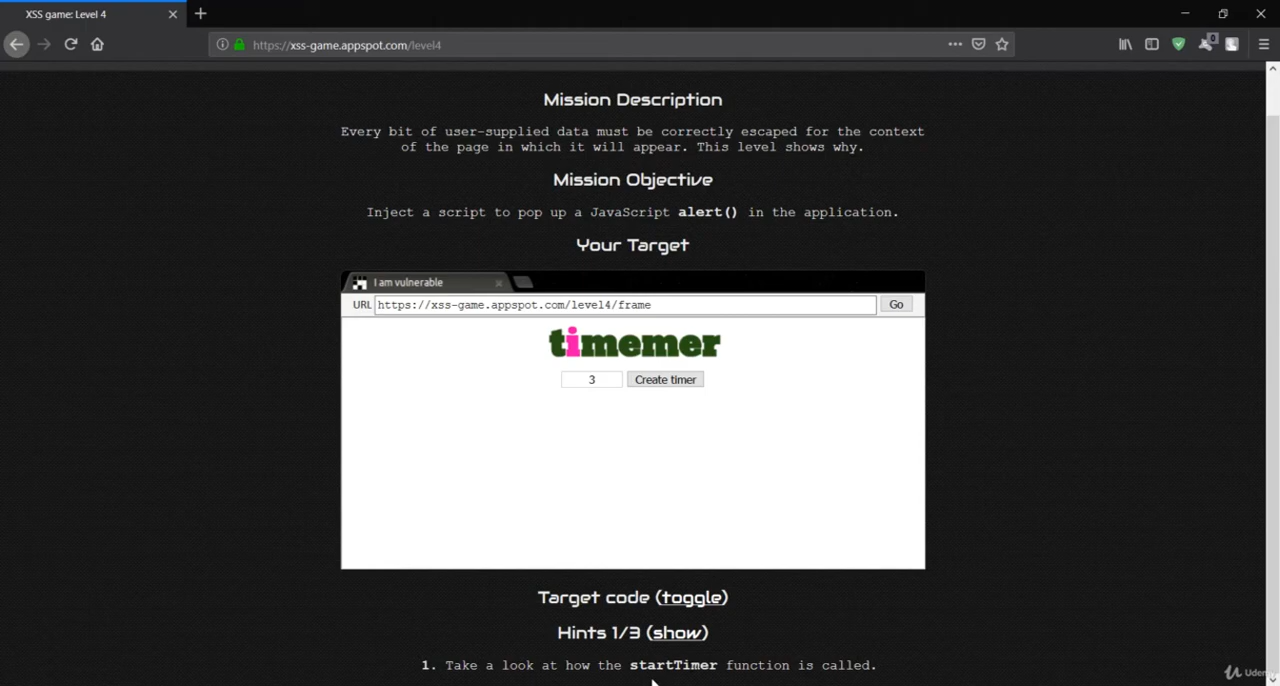 XSS game: Level 4
https://xss-game.appspot.com/level4
0
Mission Description
Every bit of user-supplied data must be correctly escaped for the context
of the page in which it will appear. This level shows why.
Mission Objective
Inject a script to pop up a JavaScript alert() in the application.
Your Target
I am vulnerable
URL https://xss-game.appspot.com/level4/frame Go
timemer
3 Create timer
Target code (toggle)
Hints 1/3 (show)
1. Take a look at how the startTimer function is called.